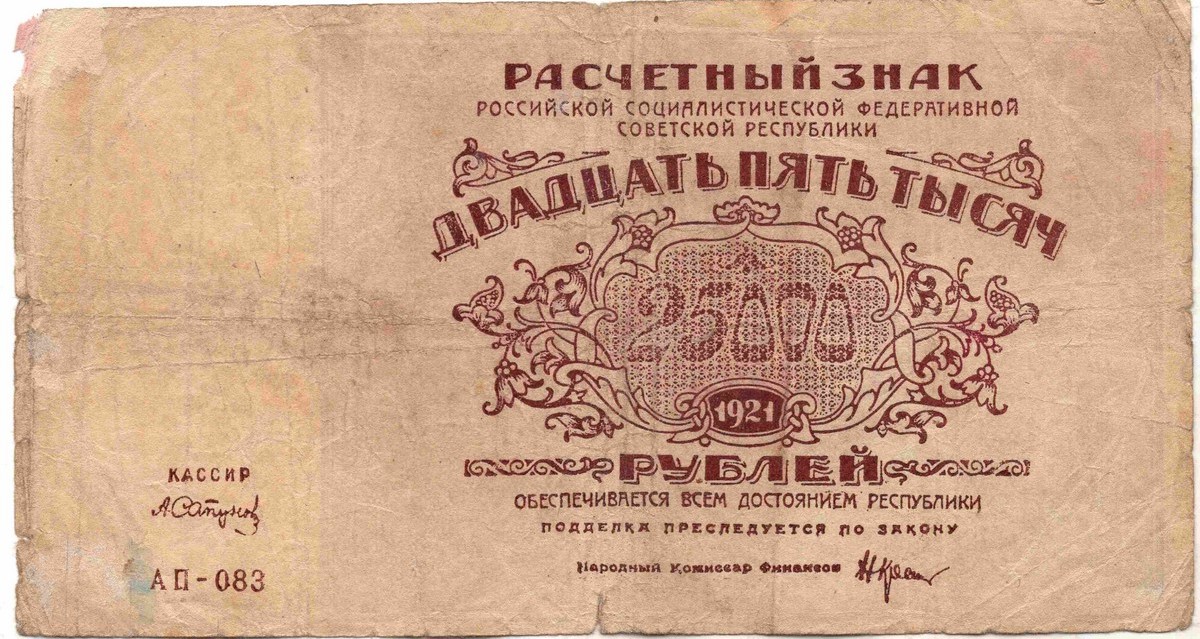 РАСЧЕТНЫЙ ЗНАК
РОССИЙСКОЙ СОЦИАЛИСТИЧЕСКОЙ ФЕДЕРАТИВНОЙ
СОВЕТСКОЙ РЕСПУБЛИКИ
ДВАДЦАТЬ ПЯТЬ ТЫСЯЧ
25000
1921
РУБЛЕЙ
ОБЕСПЕЧИВАЕТСЯ ВСЕМ ДОСТОЯНИЕМ РЕСПУБЛИКИ
ПОДДЕЛКА ПРЕСЛЕДУЕТСЯ ПО ЗАКОНУ
Народный Комиссар Финансов
КАССИР
А Сапунов
АП-083